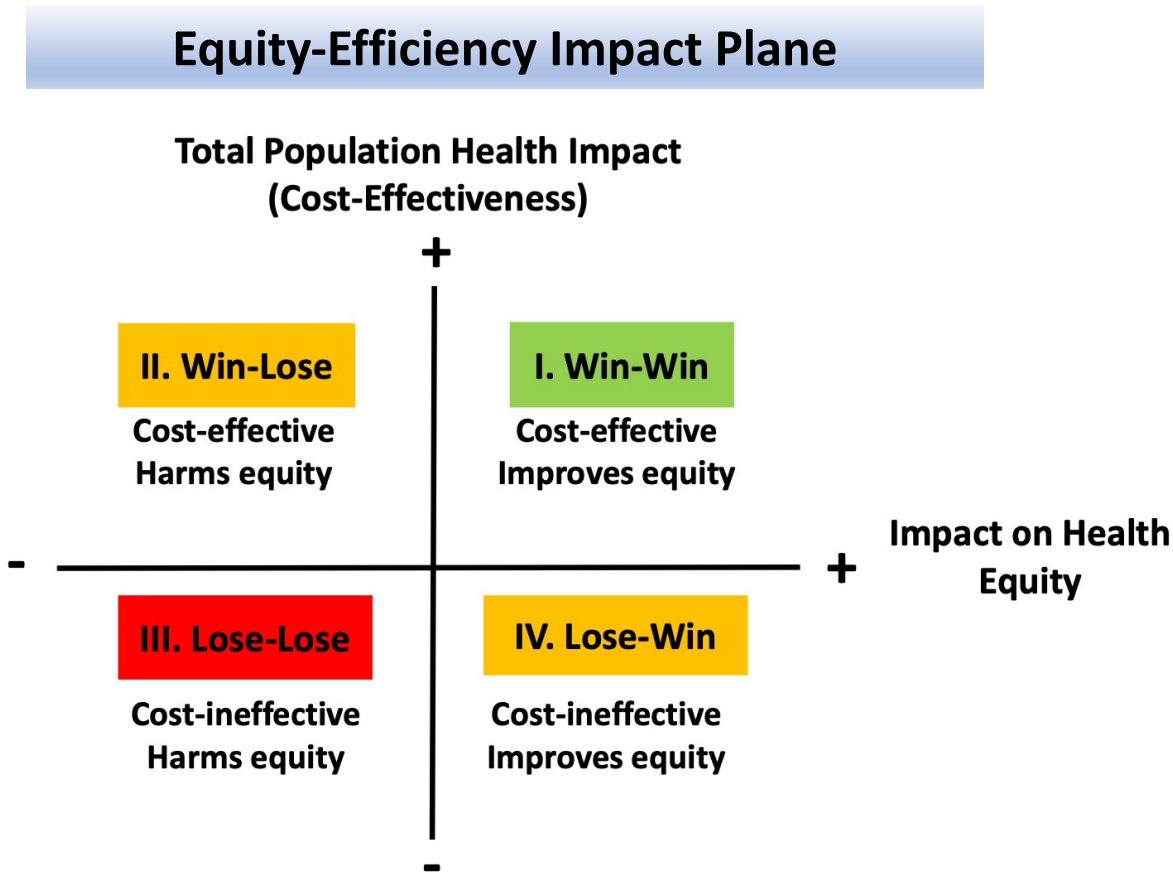 Equity-Efficiency Impact Plane
Total Population Health Impact
(Cost-Effectiveness)
+
II. Win-Lose
Cost-effective
Harms equity
I. Win-Win
Cost-effective
Improves equity
-
+
Impact on Health
Equity
III. Lose-Lose
Cost-ineffective
Harms equity
IV. Lose-Win
Cost-ineffective
Improves equity
-